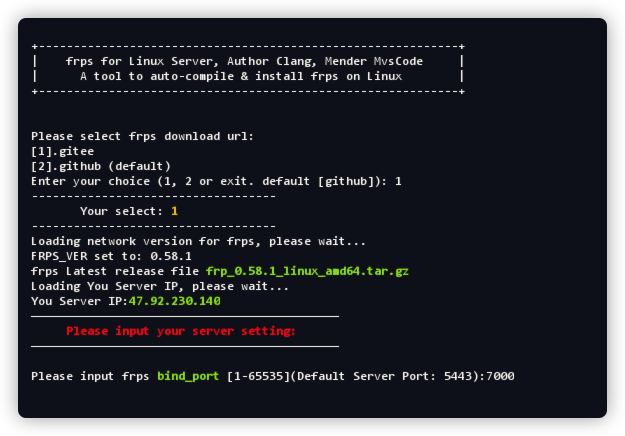 +------------------------------------------------------------+
|    frps for Linux Server, Author Clang, Mender MvsCode     |
|      A tool to auto-compile & install frps on Linux        |
+------------------------------------------------------------+
Please select frps download url:
[1].gitee
[2].github (default)
Enter your choice (1, 2 or exit. default [github]): 1
-----------------------------------
       Your select: 1
-----------------------------------
Loading network version for frps, please wait...
FRPS_VER set to: 0.58.1
frps Latest release file frp_0.58.1_linux_amd64.tar.gz
Loading You Server IP, please wait...
You Server IP:47.92.230.140
————————————————————————————————————————————
     Please input your server setting:
————————————————————————————————————————————
Please input frps bind_port [1-65535](Default Server Port: 5443):7000